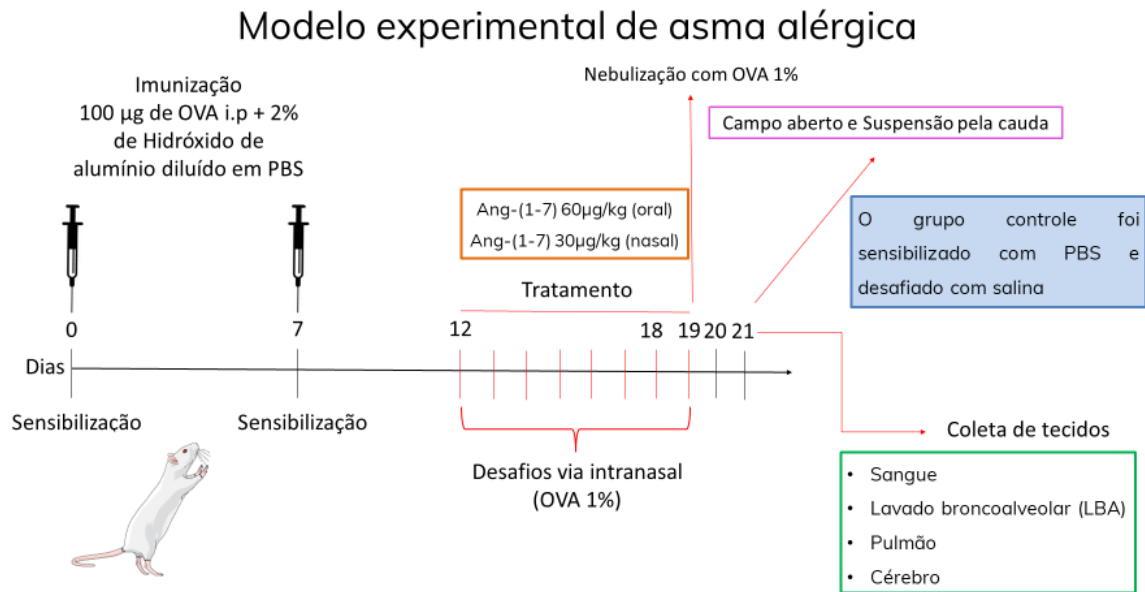 Modelo experimental de asma alérgica
Imunização
100 µg de OVA i.p + 2%
de Hidróxido de
alumínio diluído em PBS
Nebulização com OVA 1%
Campo aberto e Suspensão pela cauda
Ang-(1-7) 60µg/kg (oral)
Ang-(1-7) 30µg/kg (nasal)
O grupo controle foi
sensibilizado com PBS e
desafiado com salina
Tratamento
0
7
12
18
19
20
21
Dias
Sensibilização
Sensibilização
Desafios via intranasal
(OVA 1%)
Coleta de tecidos
• Sangue
• Lavado broncoalveolar (LBA)
• Pulmão
• Cérebro